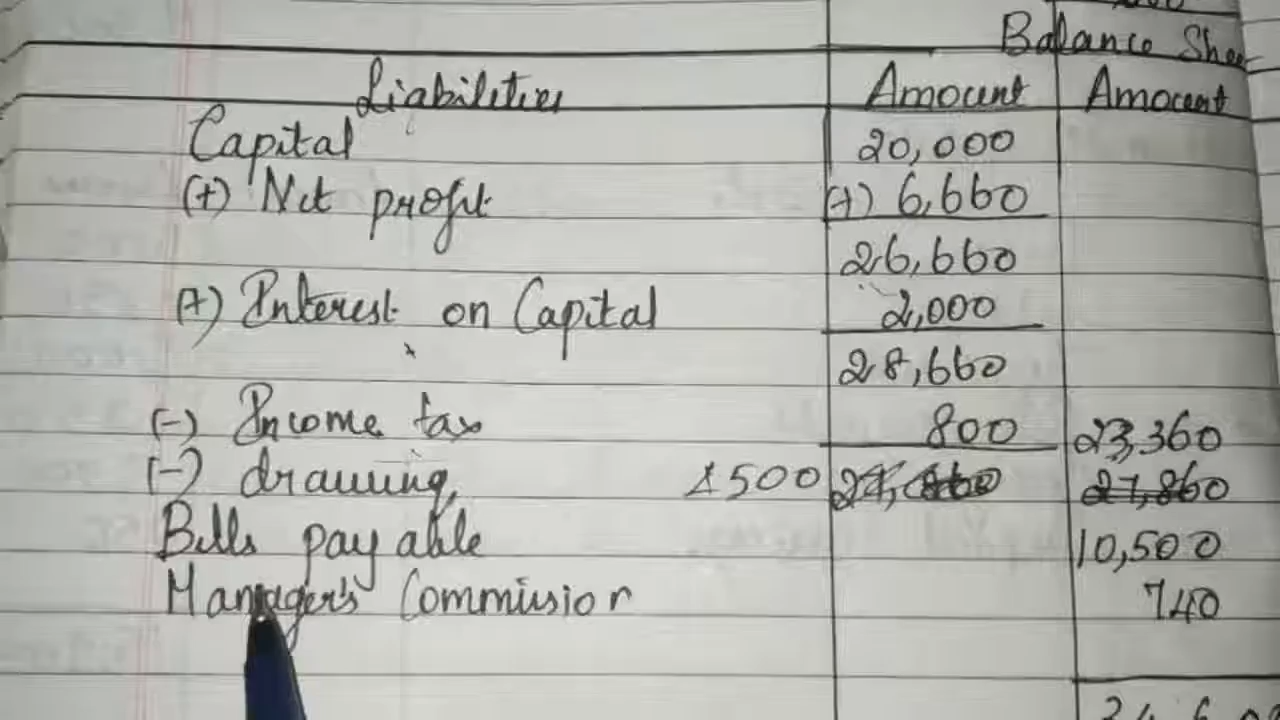 Balance Shee
Liabilities Amount Amount
Capital 20,000
(+) Net profit (+) 6,660
26,660
(+) Interest on Capital 2,000
28,660
(-) Income tax 800 23,360
(-) drawing, 4500 27,860
Bills payable 10,500
Manager's Commission 740